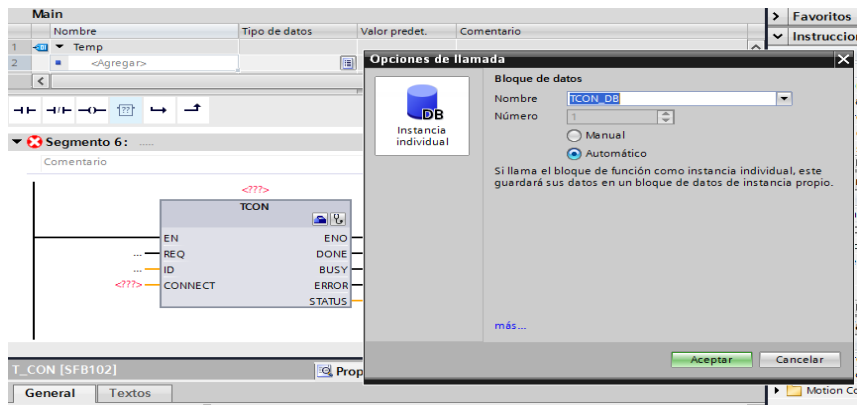 Main
Nombre Tipo de datos Valor predet. Comentario
1 Temp
2 <Agregar>
Favoritos
Instruccion
Opciones de llamada
Bloque de datos
DB
Instancia
individual
Nombre TCON_DB
Número 1
Manual
Automático
Si llama el bloque de función como instancia individual, este
guardará sus datos en un bloque de datos de instancia propio.
más...
Aceptar Cancelar
??
Segmento 6: .....
Comentario
<???>
TCON
EN ENO
... REQ DONE
... ID BUSY
<???> CONNECT ERROR
STATUS
T_CON [SFB102] Prop
General Textos
Motion Co